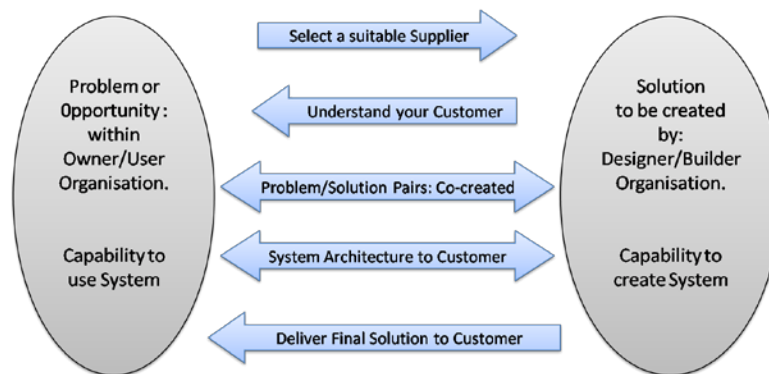 Problem or
0pportunity :
within
Owner/User
Organisation.
Capability to
use System
Select a suitable Supplier
Understand your Customer
Problem/Solution Pairs: Co-created
System Architecture to Customer
Deliver Final Solution to Customer
Solution
to be created
by:
Designer/Builder
Organisation.
Capability to
create System